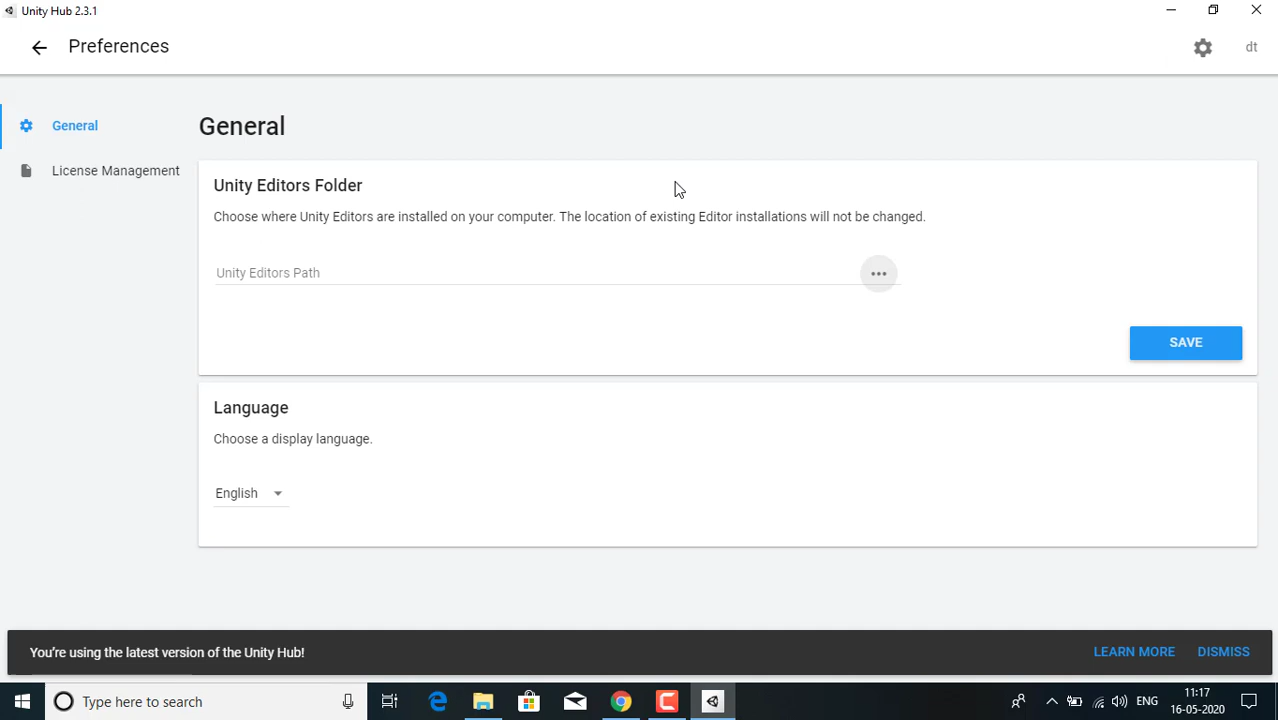 Unity Hub 2.3.1
Preferences
dt
General
License Management
General
Unity Editors Folder
Choose where Unity Editors are installed on your computer. The location of existing Editor installations will not be changed.
Unity Editors Path
SAVE
Language
Choose a display language.
English
You're using the latest version of the Unity Hub!
LEARN MORE
DISMISS
Type here to search
ENG
11:17
16-05-2020